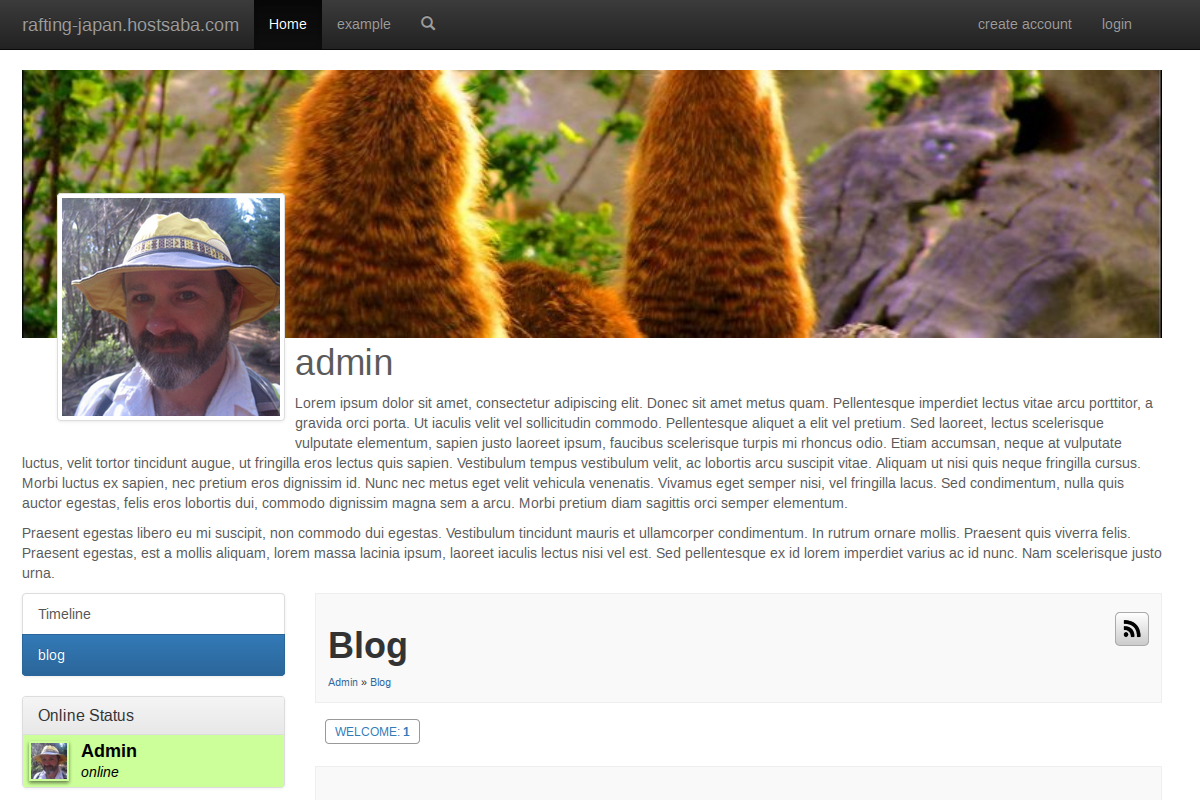 rafting-japan.hostsaba.com Home example create account login
admin
Lorem ipsum dolor sit amet, consectetur adipiscing elit. Donec sit amet metus quam. Pellentesque imperdiet lectus vitae arcu porttitor, a
gravida orci porta. Ut iaculis velit vel sollicitudin commodo. Pellentesque aliquet a elit vel pretium. Sed laoreet, lectus scelerisque
vulputate elementum, sapien justo laoreet ipsum, faucibus scelerisque turpis mi rhoncus odio. Etiam accumsan, neque at vulputate
luctus, velit tortor tincidunt augue, ut fringilla eros lectus quis sapien. Vestibulum tempus vestibulum velit, ac lobortis arcu suscipit vitae. Aliquam ut nisi quis neque fringilla cursus.
Morbi luctus ex sapien, nec pretium eros dignissim id. Nunc nec metus eget velit vehicula venenatis. Vivamus eget semper nisi, vel fringilla lacus. Sed condimentum, nulla quis
auctor egestas, felis eros lobortis dui, commodo dignissim magna sem a arcu. Morbi pretium diam sagittis orci semper elementum.
Praesent egestas libero eu mi suscipit, non commodo dui egestas. Vestibulum tincidunt mauris et ullamcorper condimentum. In rutrum ornare mollis. Praesent quis viverra felis.
Praesent egestas, est a mollis aliquam, lorem massa lacinia ipsum, laoreet iaculis lectus nisi vel est. Sed pellentesque ex id lorem imperdiet varius ac id nunc. Nam scelerisque justo
urna.
Timeline
blog
Online Status
Admin
online
Blog
Admin » Blog
WELCOME: 1